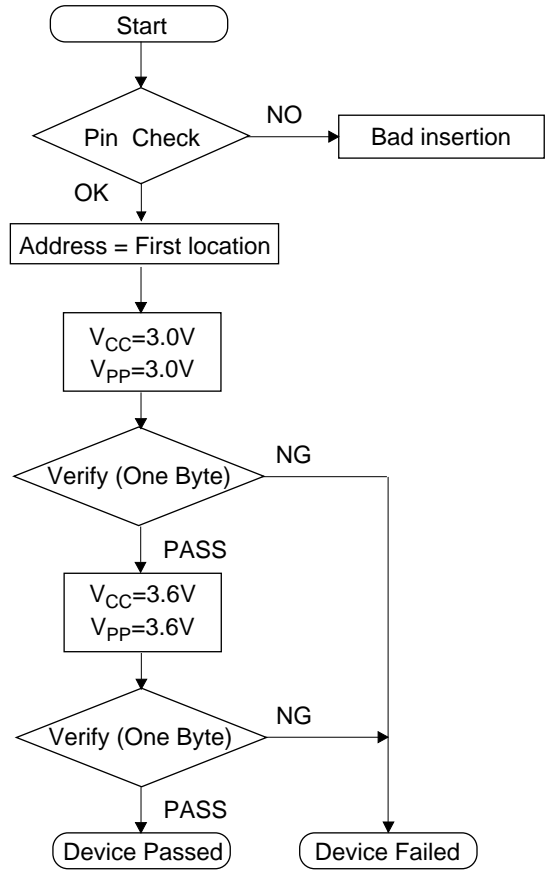 Start
Pin Check
NO
Bad insertion
OK
Address = First location
VCC=3.0V
VPP=3.0V
Verify (One Byte)
NG
PASS
VCC=3.6V
VPP=3.6V
Verify (One Byte)
NG
PASS
Device Passed
Device Failed